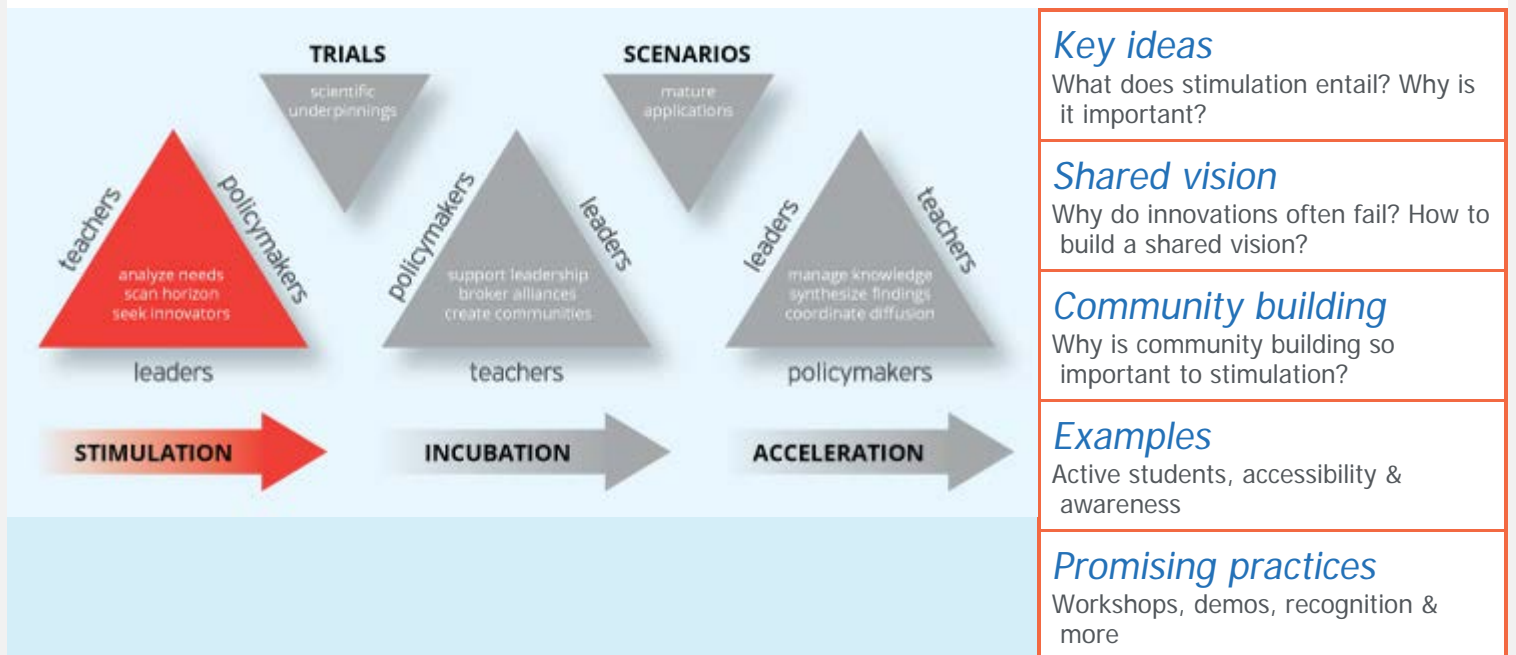 TRIALS
scientific
underpinnings
SCENARIOS
mature
applications
teachers
policymakers
analyze needs
scan horizon
seek innovators
leaders
policymakers
leaders
support leadership
broker alliances
create communities
teachers
leaders
teachers
manage knowledge
synthesize findings
coordinate diffusion
policymakers
STIMULATION
INCUBATION
ACCELERATION
Key ideas
What does stimulation entail? Why is
it important?
Shared vision
Why do innovations often fail? How to
build a shared vision?
Community building
Why is community building so
important to stimulation?
Examples
Active students, accessibility &
awareness
Promising practices
Workshops, demos, recognition &
more